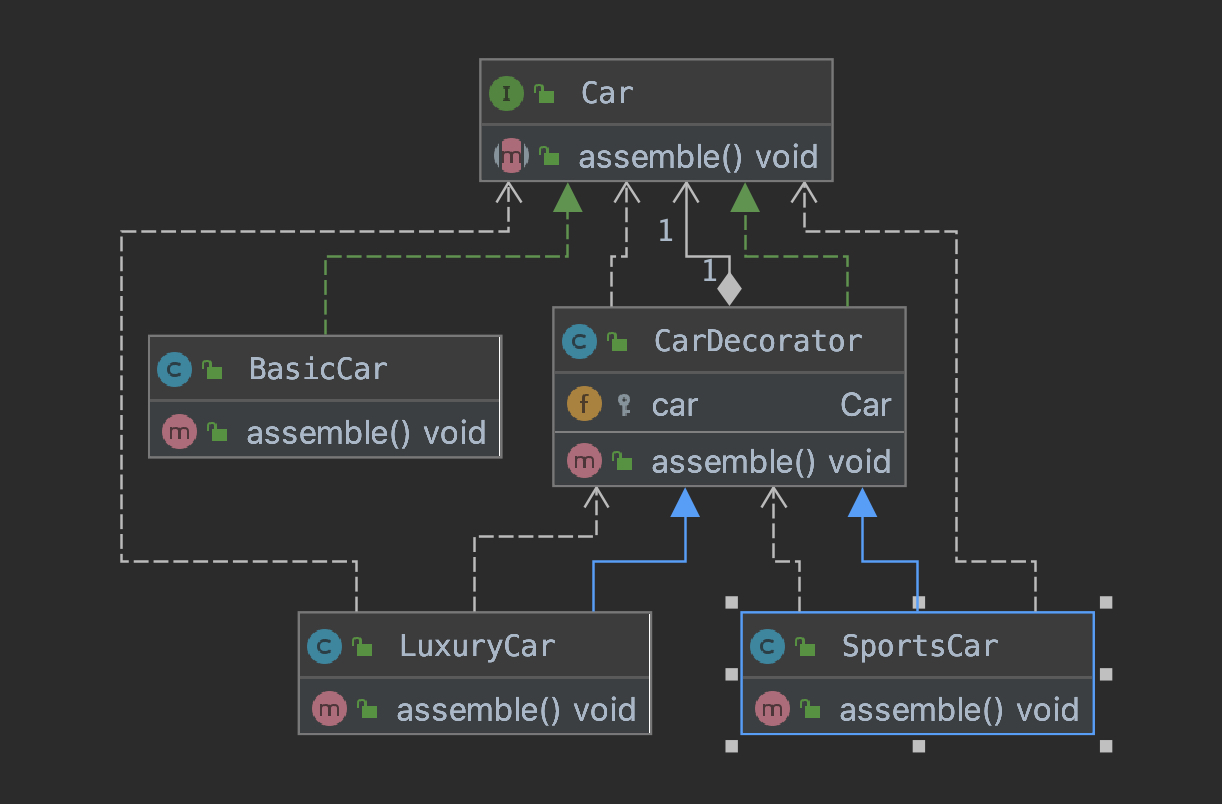 I Car
m assemble() void
1
1
C BasicCar
m assemble() void
C CarDecorator
f car Car
m assemble() void
C LuxuryCar
m assemble() void
C SportsCar
m assemble() void